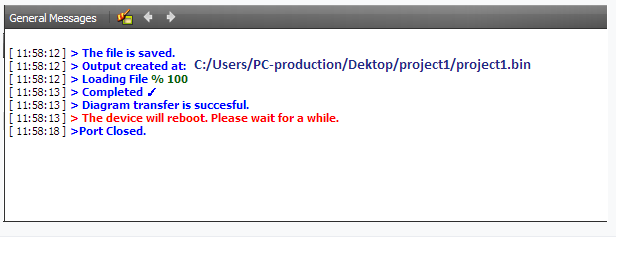 General Messages
[ 11:58:12 ] > The file is saved.
[ 11:58:12 ] > Output created at: C:/Users/PC-production/Dektop/project1/project1.bin
[ 11:58:12 ] > Loading File % 100
[ 11:58:13 ] > Completed ✓
[ 11:58:13 ] > Diagram transfer is succesful.
[ 11:58:13 ] > The device will reboot. Please wait for a while.
[ 11:58:18 ] >Port Closed.